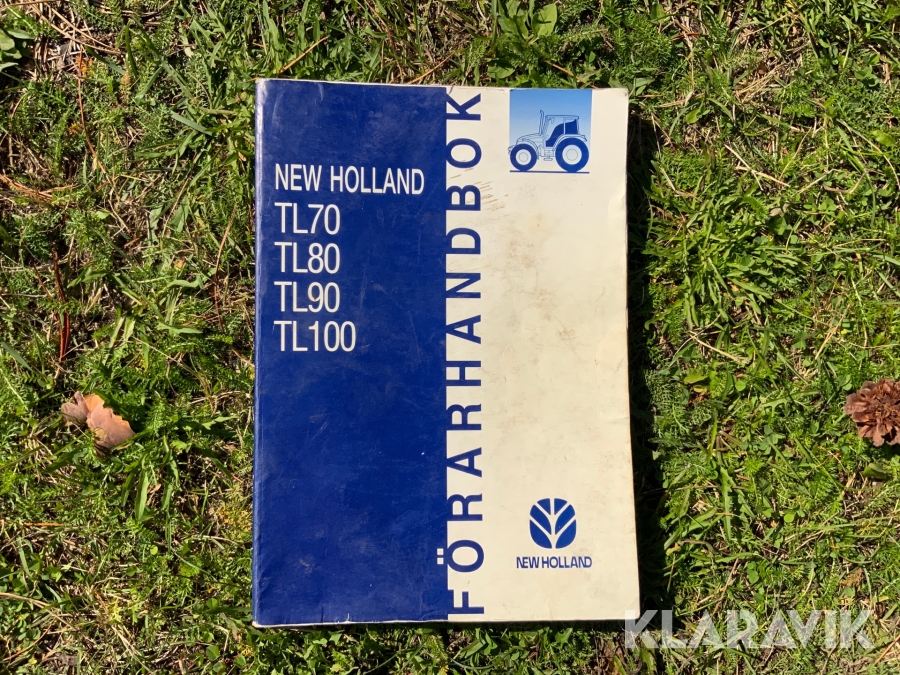 NEW HOLLAND
TL70
TL80
TL90
TL100
FÖRARHANDBOK
NEW HOLLAND
KLARAVIK